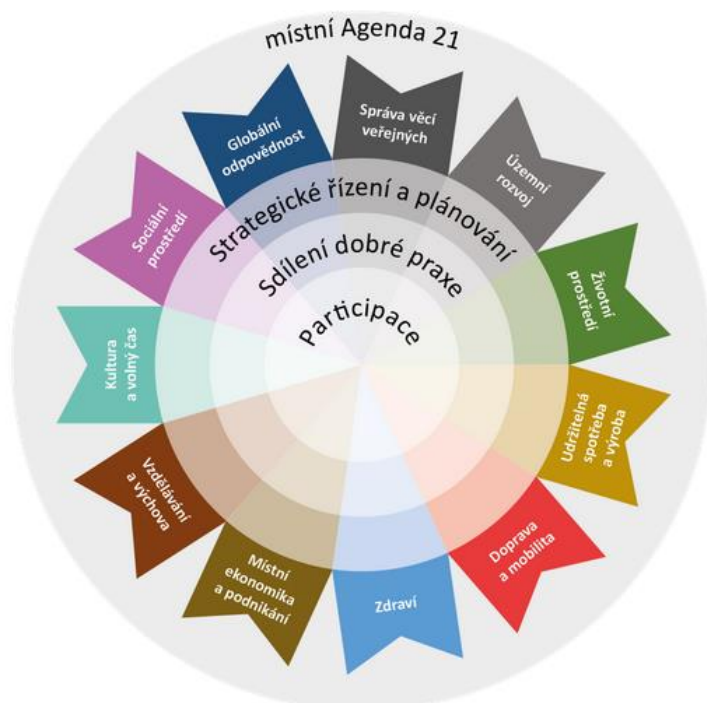 místní Agenda 21
Správa věcí
veřejných
Územní
rozvoj
Životní
prostředí
Udržitelná
spotřeba
a výroba
Doprava
a mobilita
Zdraví
Místní
ekonomika
a podnikání
Vzdělávání
a výchova
Kultura
a volný čas
Sociální
prostředí
Globální
odpovědnost
Strategické řízení a plánování
Sdílení dobré praxe
Participace